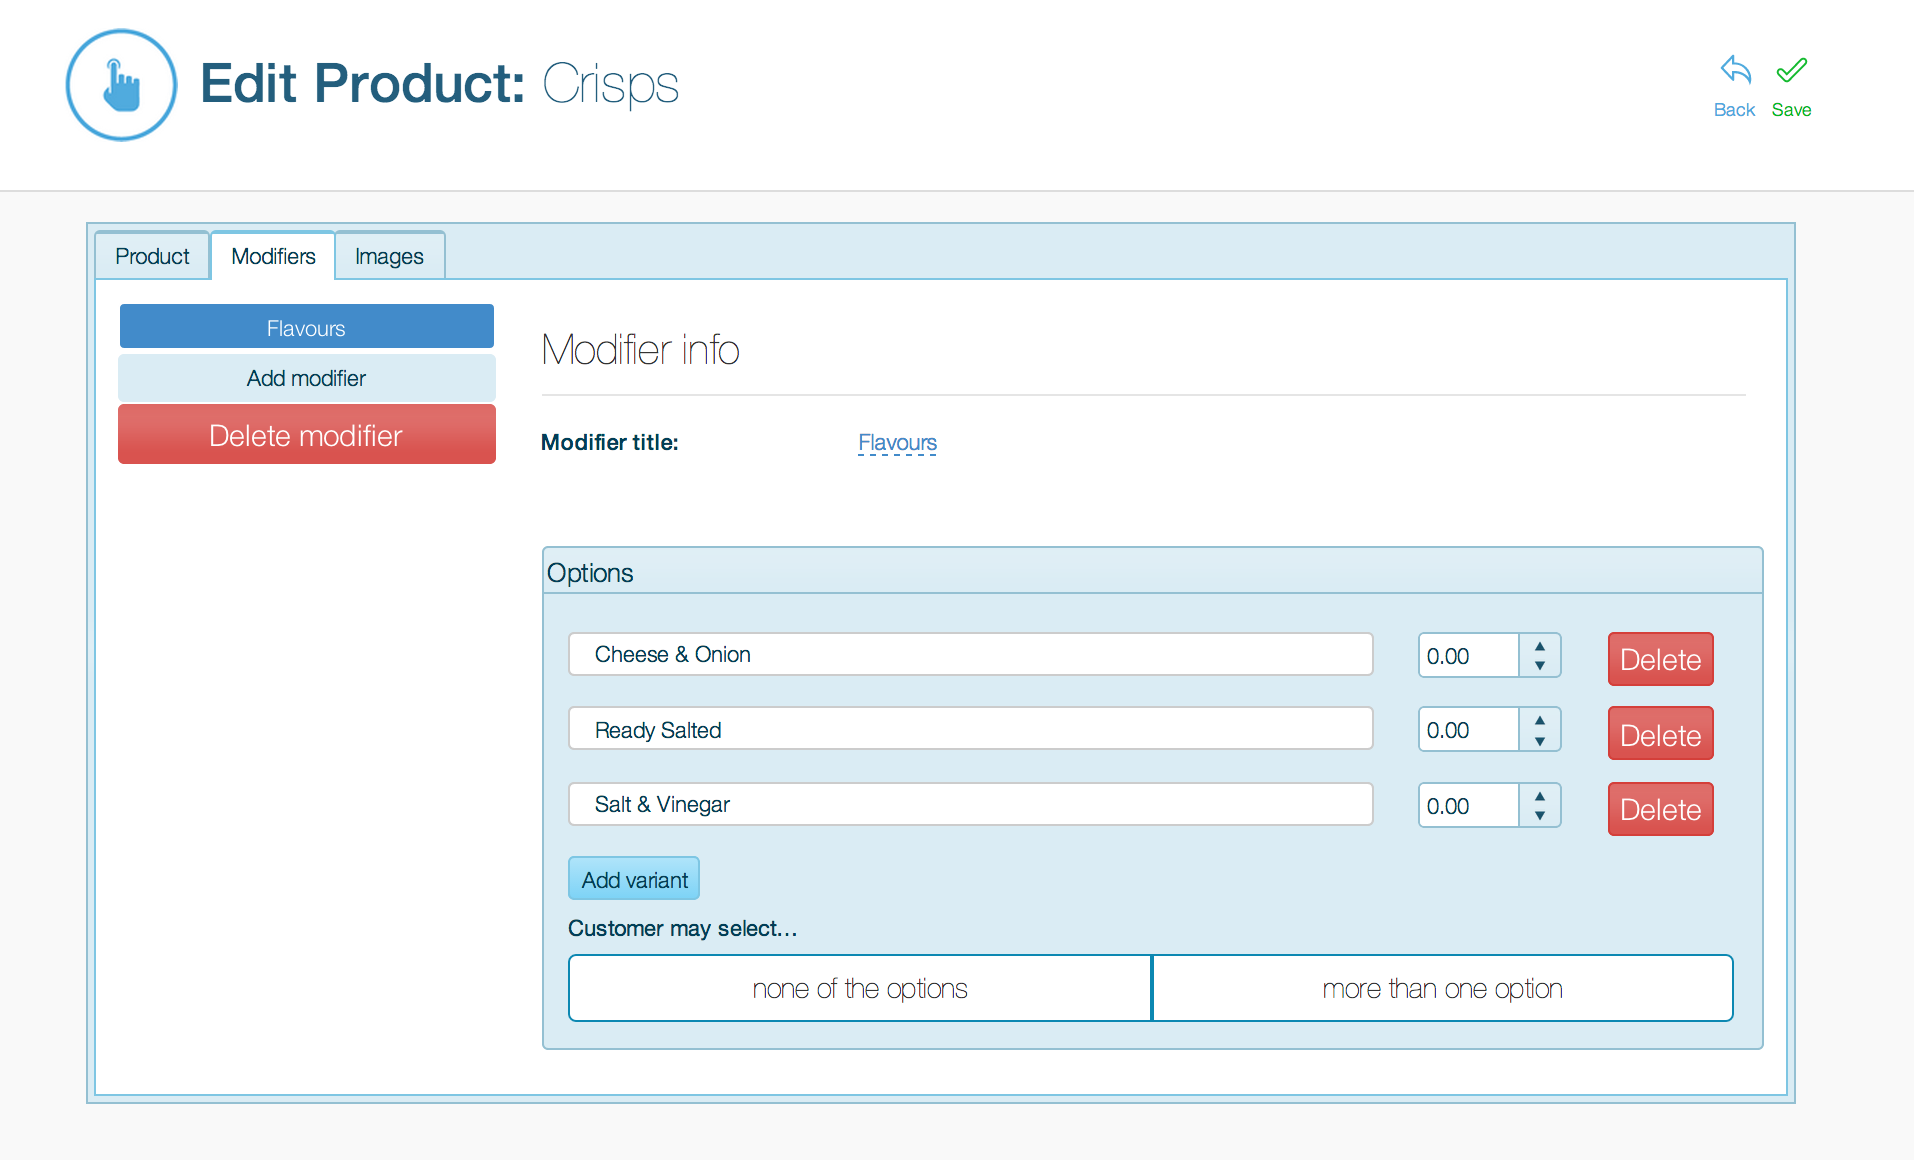 Edit Product: Crisps
Back Save
Product Modifiers Images
Flavours
Add modifier
Delete modifier
Modifier info
Modifier title: Flavours
Options
Cheese & Onion 0.00 Delete
Ready Salted 0.00 Delete
Salt & Vinegar 0.00 Delete
Add variant
Customer may select...
none of the options more than one option